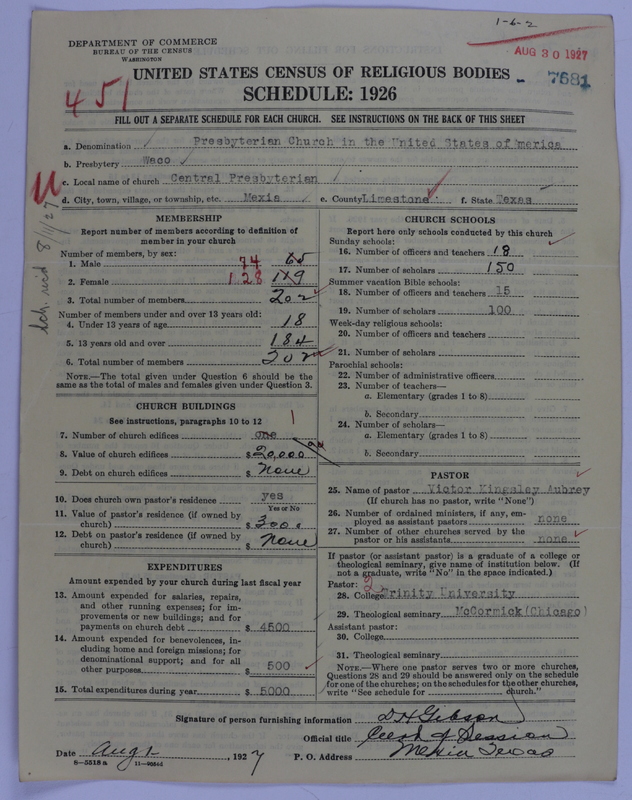 1-6-2
DEPARTMENT OF COMMERCE
BUREAU OF THE CENSUS
WASHINGTON
AUG 30 1927
UNITED STATES CENSUS OF RELIGIOUS BODIES - 7681
451
SCHEDULE: 1926
FILL OUT A SEPARATE SCHEDULE FOR EACH CHURCH. SEE INSTRUCTIONS ON THE BACK OF THIS SHEET
a. Denomination Presbyterian Church in the United States of merica
b. Presbytery Waco
c. Local name of church Central Presbyterian
d. City, town, village, or township, etc. Mexia e. County Limestone f. State Texas
8/11/27
MEMBERSHIP
Report number of members according to definition of
member in your church
Number of members, by sex:
1. Male 74 65
2. Female 128 119
3. Total number of members 202
Number of members under and over 13 years old:
4. Under 13 years of age 18
5. 13 years old and over 184
6. Total number of members 202
NOTE.—The total given under Question 6 should be the
same as the total of males and females given under Question 3.
CHURCH BUILDINGS
See instructions, paragraphs 10 to 12
7. Number of church edifices one 1
8. Value of church edifices $20,000
9. Debt on church edifices $ None
10. Does church own pastor's residence yes
Yes or No
11. Value of pastor's residence (if owned by
church) $ 3000
12. Debt on pastor's residence (if owned by
church) $ None
EXPENDITURES
Amount expended by your church during last fiscal year
13. Amount expended for salaries, repairs,
and other running expenses; for im-
provements or new buildings; and for
payments on church debt $ 4500
14. Amount expended for benevolences, in-
cluding home and foreign missions; for
denominational support; and for all
other purposes $ 500
15. Total expenditures during year $ 5000
CHURCH SCHOOLS
Report here only schools conducted by this church
Sunday schools:
16. Number of officers and teachers 18
17. Number of scholars 150
Summer vacation Bible schools:
18. Number of officers and teachers 15
19. Number of scholars 100
Week-day religious schools:
20. Number of officers and teachers
21. Number of scholars
Parochial schools:
22. Number of administrative officers
23. Number of teachers—
a. Elementary (grades 1 to 8)
b. Secondary
24. Number of scholars—
a. Elementary (grades 1 to 8)
b. Secondary
PASTOR
25. Name of pastor Victor Kingsley Aubrey
(If church has no pastor, write "None")
26. Number of ordained ministers, if any, em-
ployed as assistant pastors none
27. Number of other churches served by the
pastor or his assistants none
If pastor (or assistant pastor) is a graduate of a college or
theological seminary, give name of institution below. (If
not a graduate, write "No" in the space indicated.)
Pastor: 2
28. College Trinity University
29. Theological seminary McCormick (Chicago)
Assistant pastor:
30. College
31. Theological seminary
NOTE.—Where one pastor serves two or more churches,
Questions 28 and 29 should be answered only on the schedule
for one of the churches; on the schedules for the other churches,
write "See schedule for church."
Signature of person furnishing information D H Gibson
Official title Clerk of Session
Date Aug 1- , 1927 P. O. Address Mexia Texas
8—5518 a